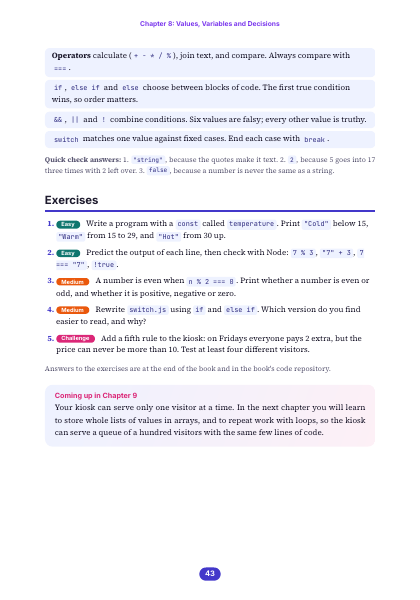 Chapter 8: Values, Variables and Decisions
Operators calculate ( + - * / % ), join text, and compare. Always compare with
=== .
if , else if and else choose between blocks of code. The first true condition
wins, so order matters.
&& , || and ! combine conditions. Six values are falsy; every other value is truthy.
switch matches one value against fixed cases. End each case with break .
Quick check answers: 1. "string" , because the quotes make it text. 2. 2 , because 5 goes into 17
three times with 2 left over. 3. false , because a number is never the same as a string.
Exercises
1. Easy Write a program with a const called temperature . Print "Cold" below 15,
"Warm" from 15 to 29, and "Hot" from 30 up.
2. Easy Predict the output of each line, then check with Node: 7 % 3 , "7" + 3 , 7
=== "7" , !true .
3. Medium A number is even when n % 2 === 0 . Print whether a number is even or
odd, and whether it is positive, negative or zero.
4. Medium Rewrite switch.js using if and else if . Which version do you find
easier to read, and why?
5. Challenge Add a fifth rule to the kiosk: on Fridays everyone pays 2 extra, but the
price can never be more than 10. Test at least four different visitors.
Answers to the exercises are at the end of the book and in the book's code repository.
Coming up in Chapter 9
Your kiosk can serve only one visitor at a time. In the next chapter you will learn
to store whole lists of values in arrays, and to repeat work with loops, so the kiosk
can serve a queue of a hundred visitors with the same few lines of code.
43